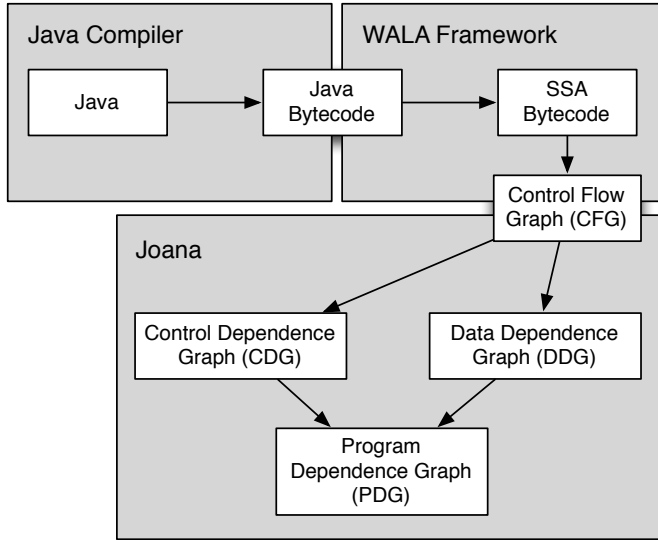 Java Compiler
WALA Framework
Java
Java
Bytecode
SSA
Bytecode
Control Flow
Graph (CFG)
Joana
Control Dependence
Graph (CDG)
Data Dependence
Graph (DDG)
Program
Dependence Graph
(PDG)